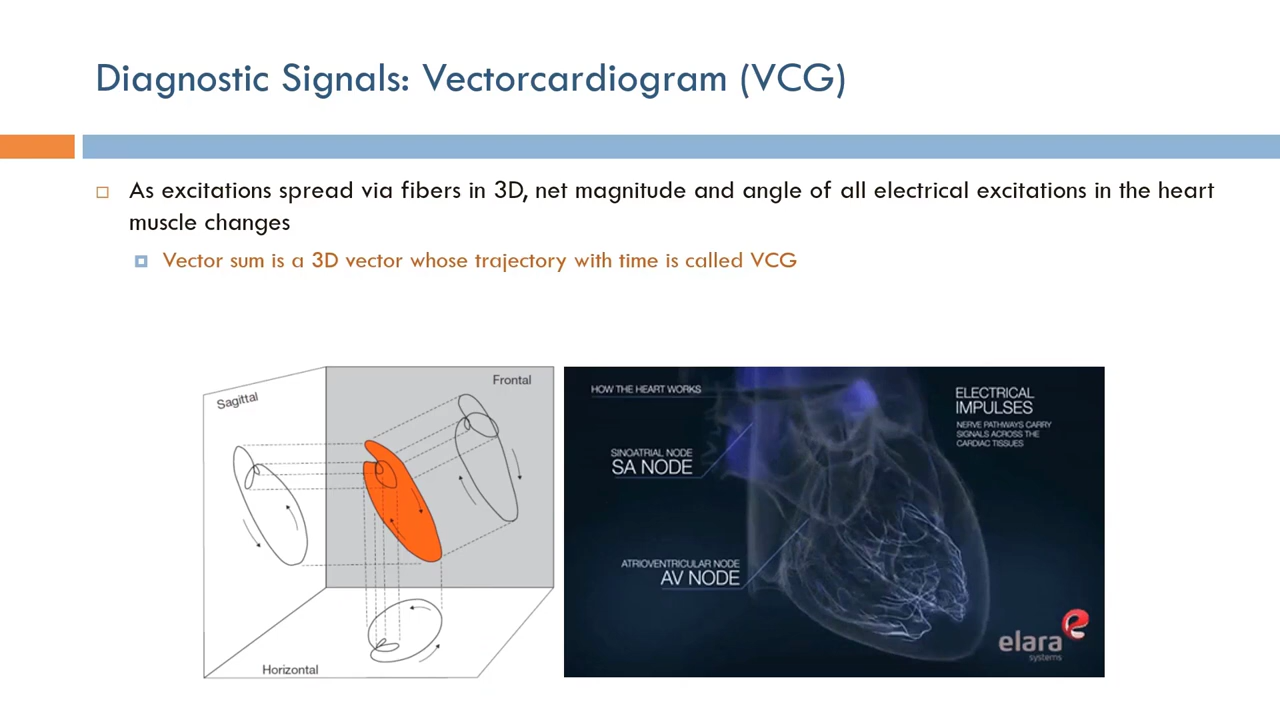 Diagnostic Signals: Vectorcardiogram (VCG)
As excitations spread via fibers in 3D, net magnitude and angle of all electrical excitations in the heart
muscle changes
Vector sum is a 3D vector whose trajectory with time is called VCG
Sagittal
Frontal
Horizontal
HOW THE HEART WORKS
ELECTRICAL
IMPULSES
NERVE PATHWAYS CARRY
SIGNALS ACROSS THE
CARDIAC TISSUES
SINOATRIAL NODE
SA NODE
ATRIOVENTRICULAR NODE
AV NODE
elara
systems